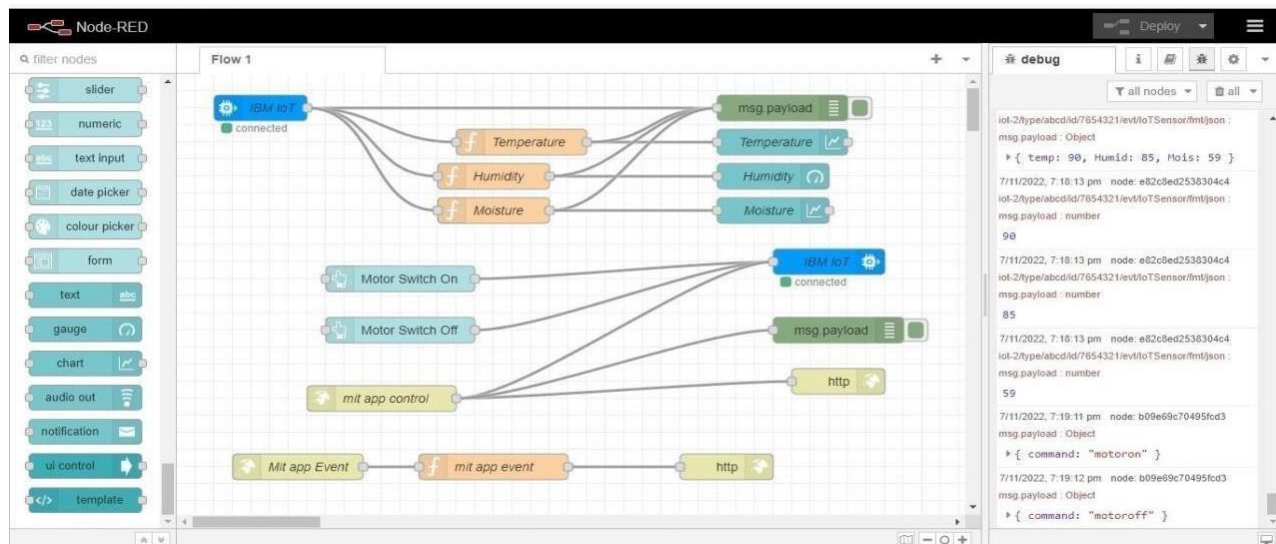 Node-RED
Deploy
filter nodes
slider
numeric
text input
date picker
colour picker
form
text
gauge
chart
audio out
notification
ui control
template
123
abc
abc
</>
Flow 1
IBM IoT
connected
Temperature
Humidity
Moisture
msg.payload
Temperature
Humidity
Moisture
Motor Switch On
Motor Switch Off
IBM IoT
connected
msg.payload
mit app control
http
Mit app Event
mit app event
http
debug
all nodes
all
iot-2/type/abcd/id/7654321/evt/IoTSensor/fmt/json :
msg.payload : Object
{ temp: 90, Humid: 85, Mois: 59 }
7/11/2022, 7:18:13 pm node: e82c8ed2538304c4
iot-2/type/abcd/id/7654321/evt/IoTSensor/fmt/json :
msg.payload : number
90
7/11/2022, 7:18:13 pm node: e82c8ed2538304c4
iot-2/type/abcd/id/7654321/evt/IoTSensor/fmt/json :
msg.payload : number
85
7/11/2022, 7:18:13 pm node: e82c8ed2538304c4
iot-2/type/abcd/id/7654321/evt/IoTSensor/fmt/json :
msg.payload : number
59
7/11/2022, 7:19:11 pm node: b09e69c70495fcd3
msg.payload : Object
{ command: "motoron" }
7/11/2022, 7:19:12 pm node: b09e69c70495fcd3
msg.payload : Object
{ command: "motoroff" }